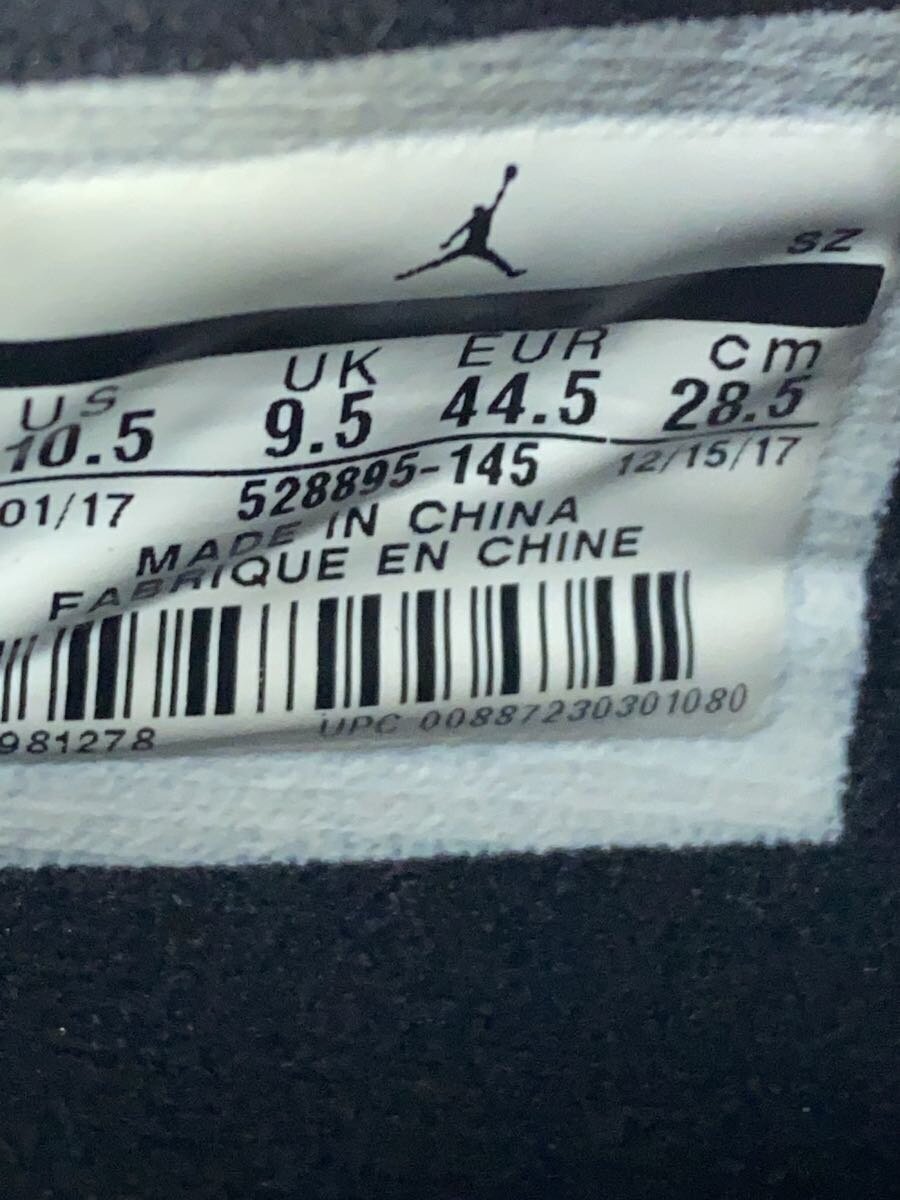 SZ
US UK EUR cm
10.5 9.5 44.5 28.5
01/17 528895-145 12/15/17
MADE IN CHINA
FABRIQUE EN CHINE
981278 UPC 00887230301080